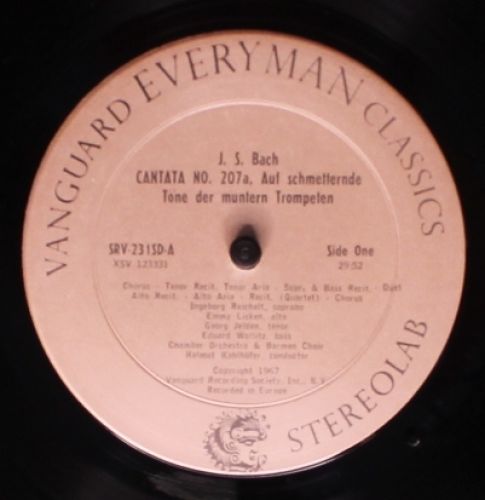 VANGUARD EVERYMAN CLASSICS
J. S. Bach
CANTATA NO. 207a, Auf schmetternde
Töne der muntern Trompeten
SRV-231SD-A Side One
XSV-123331 29:52
Chorus - Tenor Recit, Tenor Aria - Sopr. & Bass Recit - Duet
Alto Recit. - Alto Aria - Recit. (Quartet) - Chorus
Ingeborg Reichelt, soprano
Emmy Lisken, alto
Georg Jelden, tenor
Eduard Wollitz, bass
Chamber Orchestra & Barmen Choir
Helmut Kahlhöfer, conductor
Copyright 1967
Vanguard Recording Society, Inc., N.Y.
Recorded in Europe
STEREOLAB